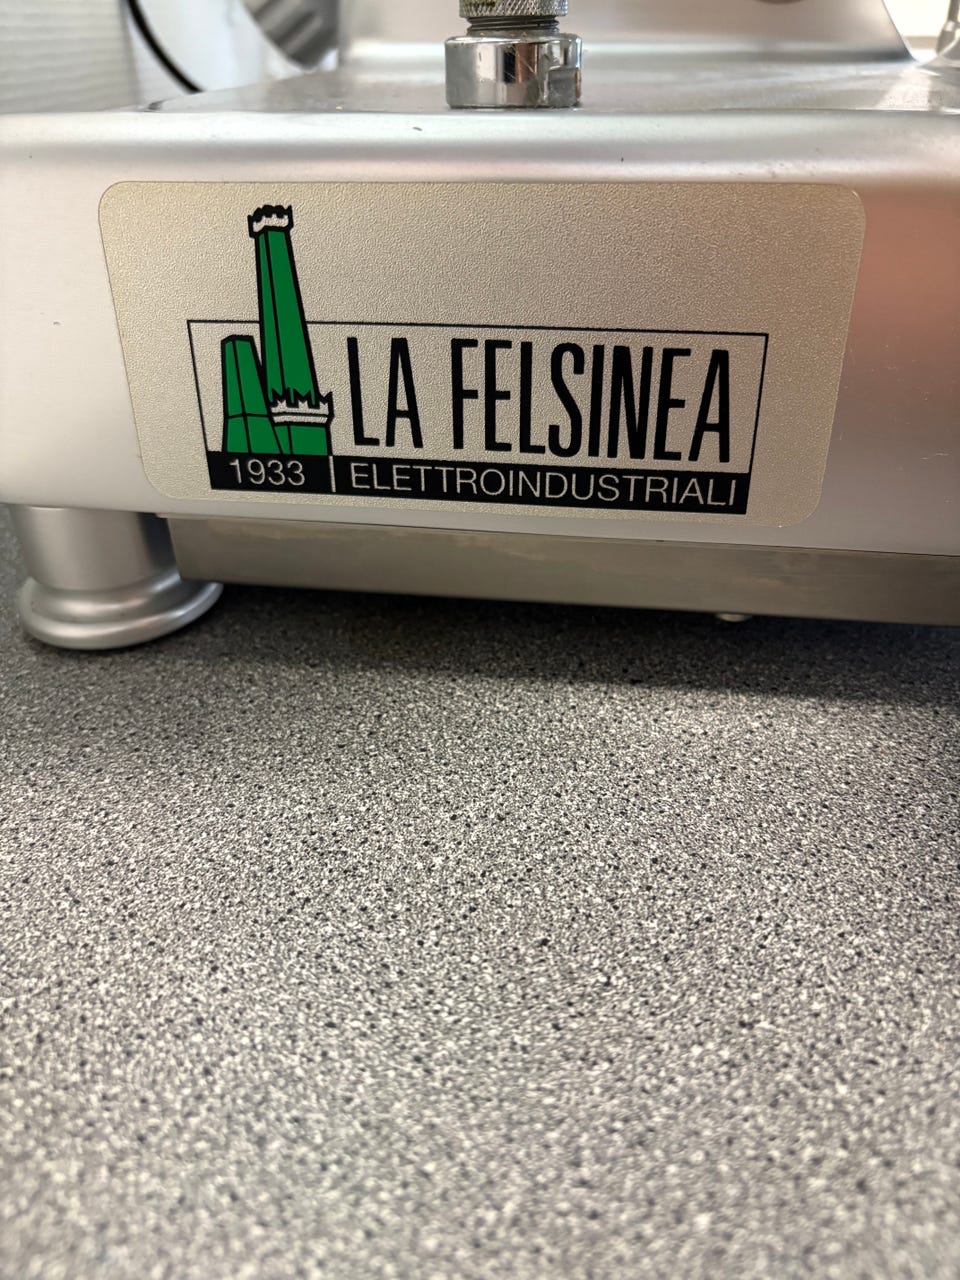 LA FELSINEA
1933 | ELETTROINDUSTRIALI